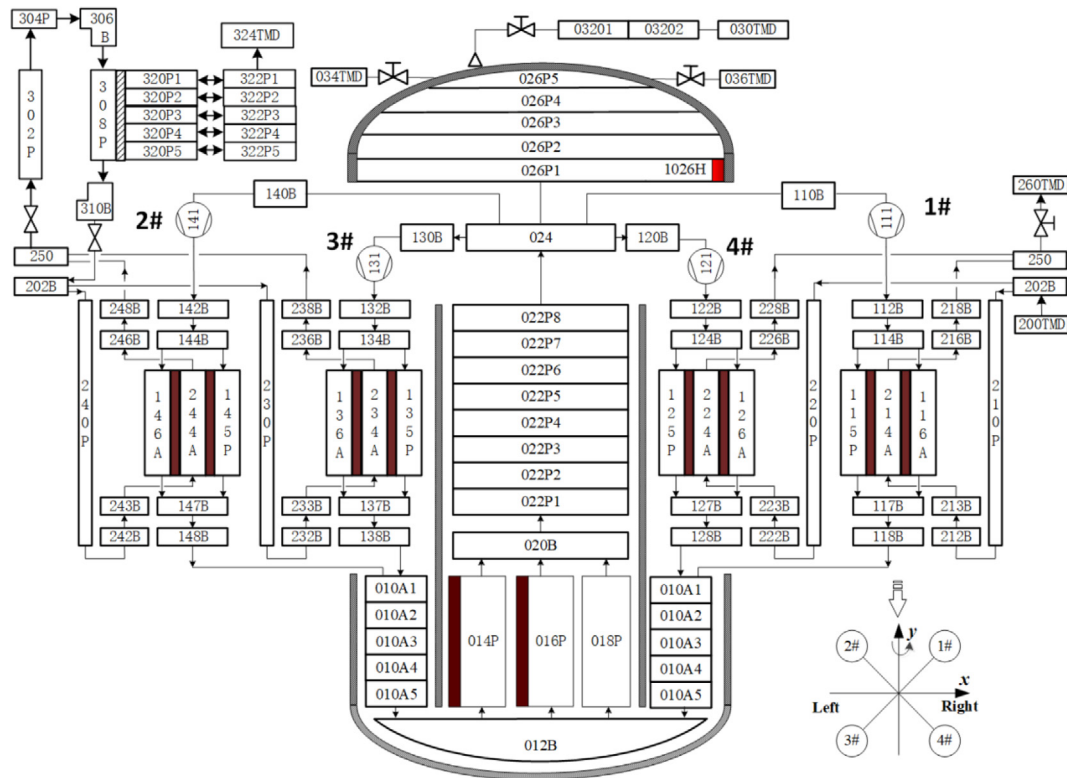 304P
306
B
324TMD
03201 03202 030TMD
034TMD
036TMD
302P
308P
320P1 322P1
320P2 322P2
320P3 322P3
320P4 322P4
320P5 322P5
026P5
026P4
026P3
026P2
026P1 1026H
310B
2#
141
140B
110B
111
1#
260TMD
3#
131
130B
024
120B
121
4#
250
202B
250
202B
200TMD
248B 142B
246B 144B
238B 132B
236B 134B
122B 228B
124B 226B
112B 218B
114B 216B
240P
146A
244A
145P
230P
136A
234A
135P
022P8
022P7
022P6
022P5
022P4
022P3
022P2
022P1
125P
224A
126A
220P
115P
214A
116A
210P
243B 147B
242B 148B
233B 137B
232B 138B
127B 223B
128B 222B
117B 213B
118B 212B
020B
010A1
010A2
010A3
010A4
010A5
014P 016P 018P
010A1
010A2
010A3
010A4
010A5
012B
y
2# 1#
x
Left Right
3# 4#